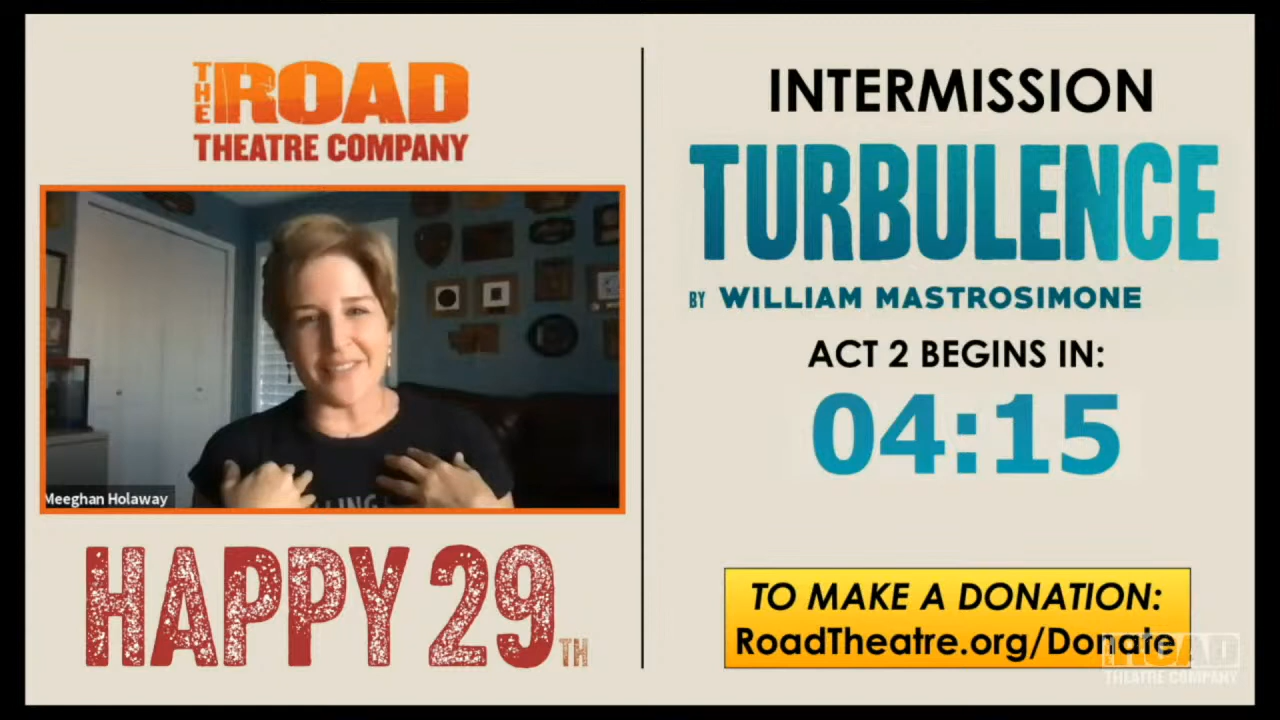 THE ROAD
THEATRE COMPANY
Meeghan Holaway
HAPPY 29TH
INTERMISSION
TURBULENCE
BY WILLIAM MASTROSIMONE
ACT 2 BEGINS IN:
04:15
TO MAKE A DONATION:
RoadTheatre.org/Donate
ROAD
THEATRE COMPANY